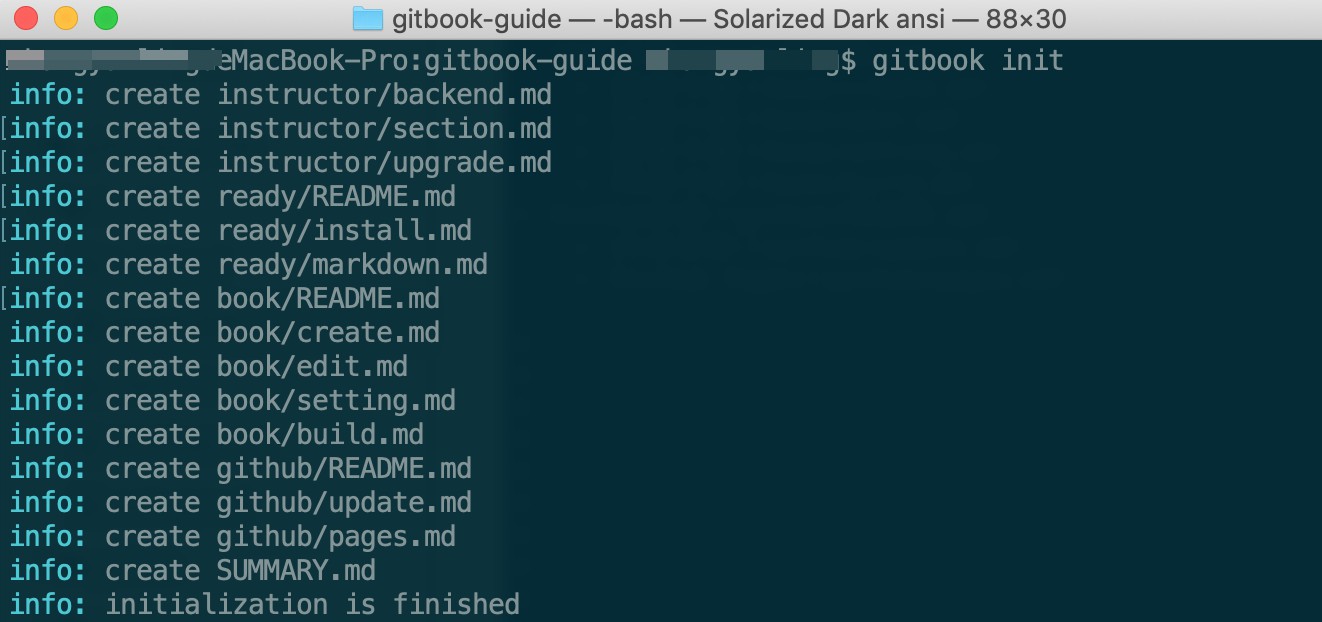 gitbook-guide — -bash — Solarized Dark ansi — 88×30
eMacBook-Pro:gitbook-guide $ gitbook init
info: create instructor/backend.md
[info: create instructor/section.md
[info: create instructor/upgrade.md
[info: create ready/README.md
[info: create ready/install.md
info: create ready/markdown.md
[info: create book/README.md
info: create book/create.md
info: create book/edit.md
info: create book/setting.md
info: create book/build.md
info: create github/README.md
info: create github/update.md
info: create github/pages.md
info: create SUMMARY.md
info: initialization is finished